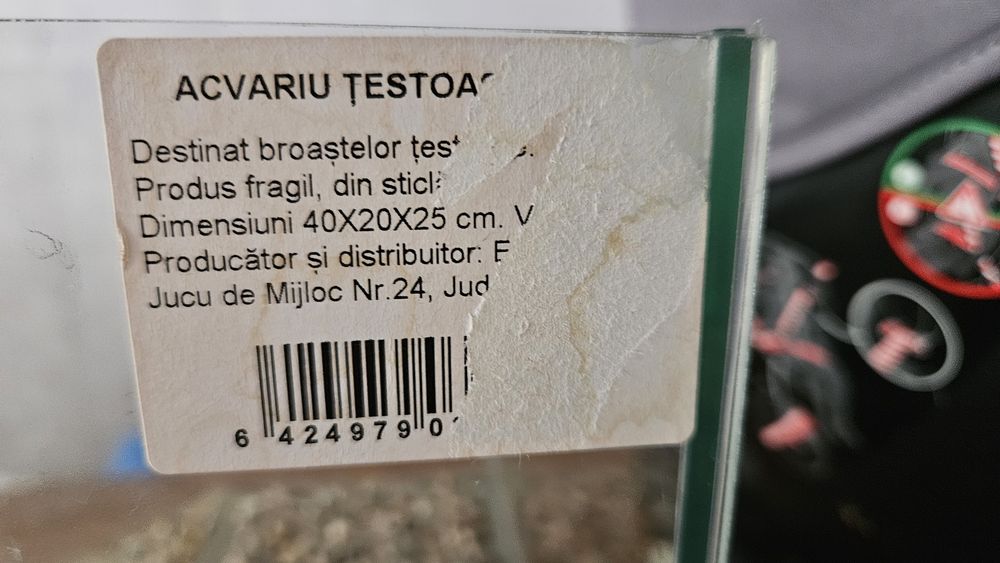 ACVARIU
Destinat broaștelor
Produs fragil, din
Dimensiuni 40X20X25 cm.
Producător și distribuitor:
Jucu de Mijloc Nr.24,
6 424979 0